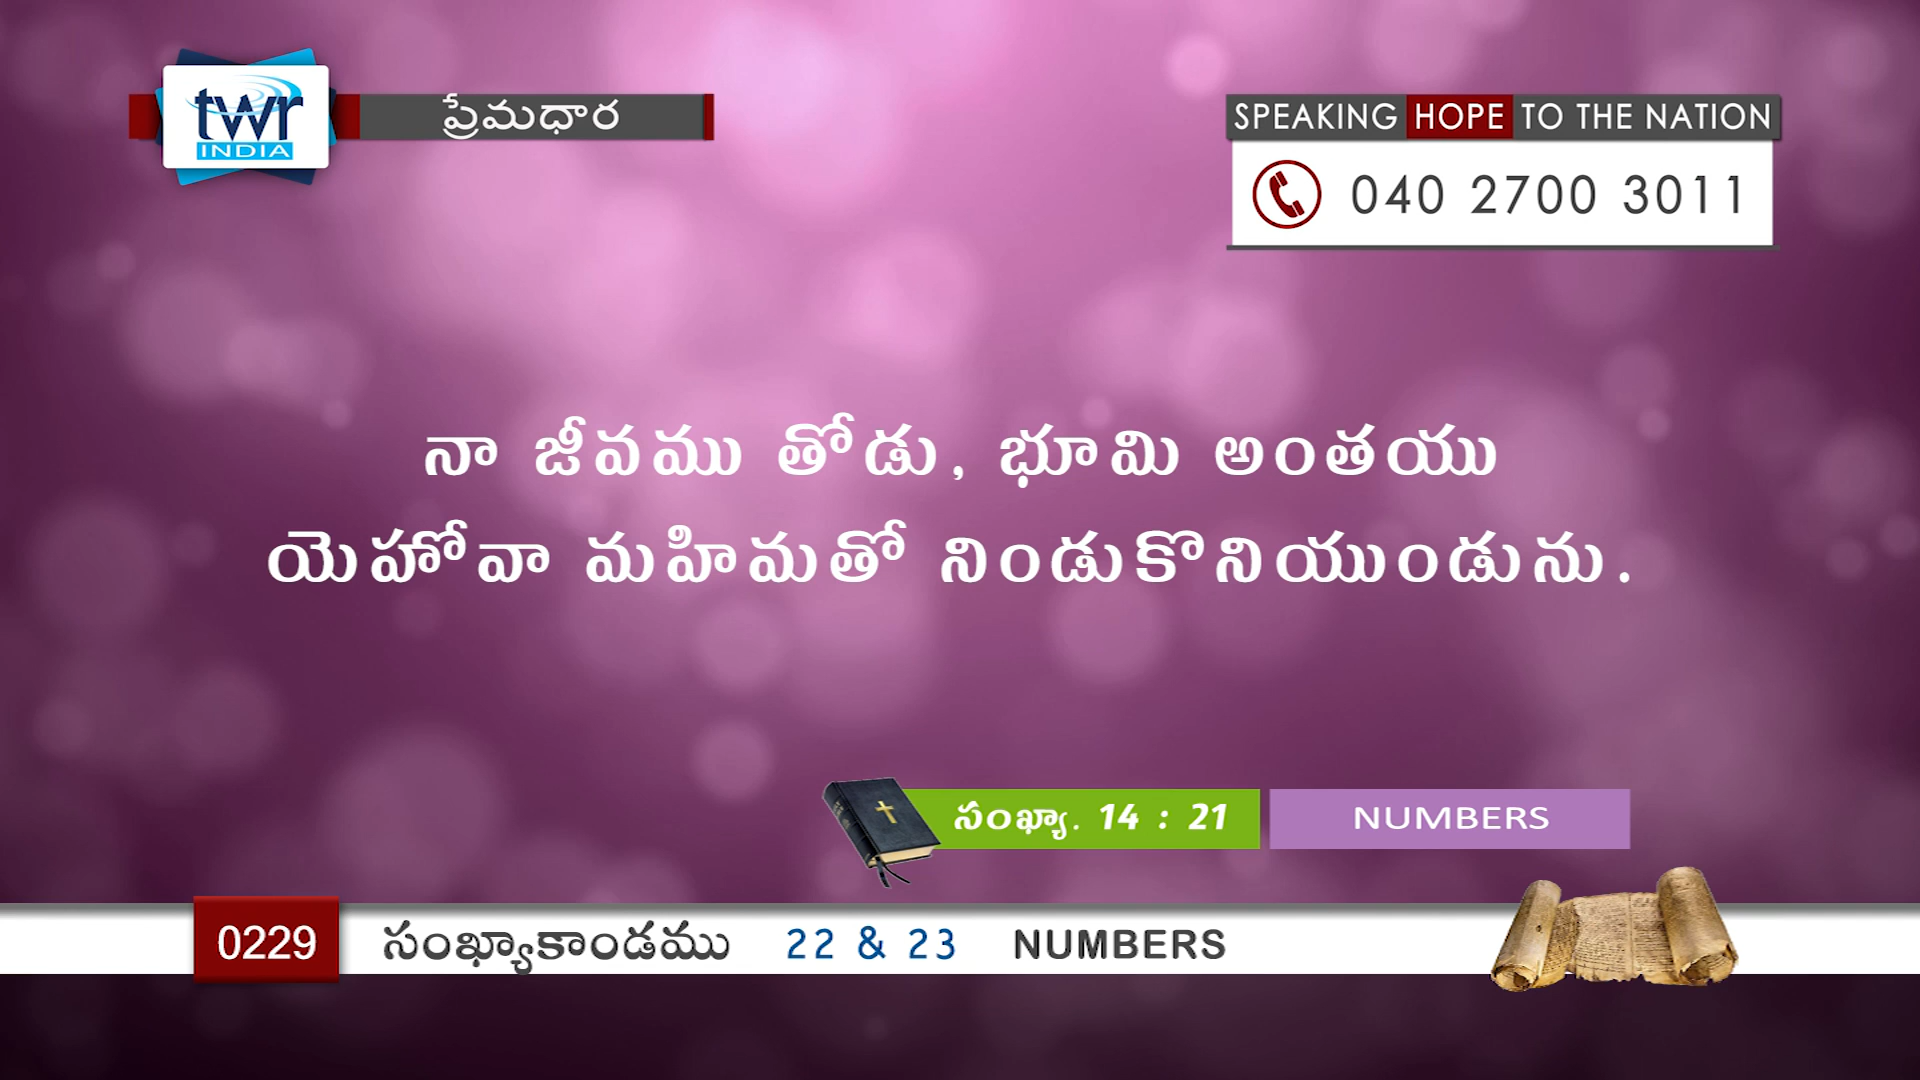 twr
INDIA
ప్రేమధార
SPEAKING HOPE TO THE NATION
040 2700 3011
నా జీవము తోడు, భూమి అంతయు
యెహోవా మహిమతో నిండుకొనియుండును.
సంఖ్యా. 14 : 21 NUMBERS
0229 సంఖ్యాకాండము 22 & 23 NUMBERS